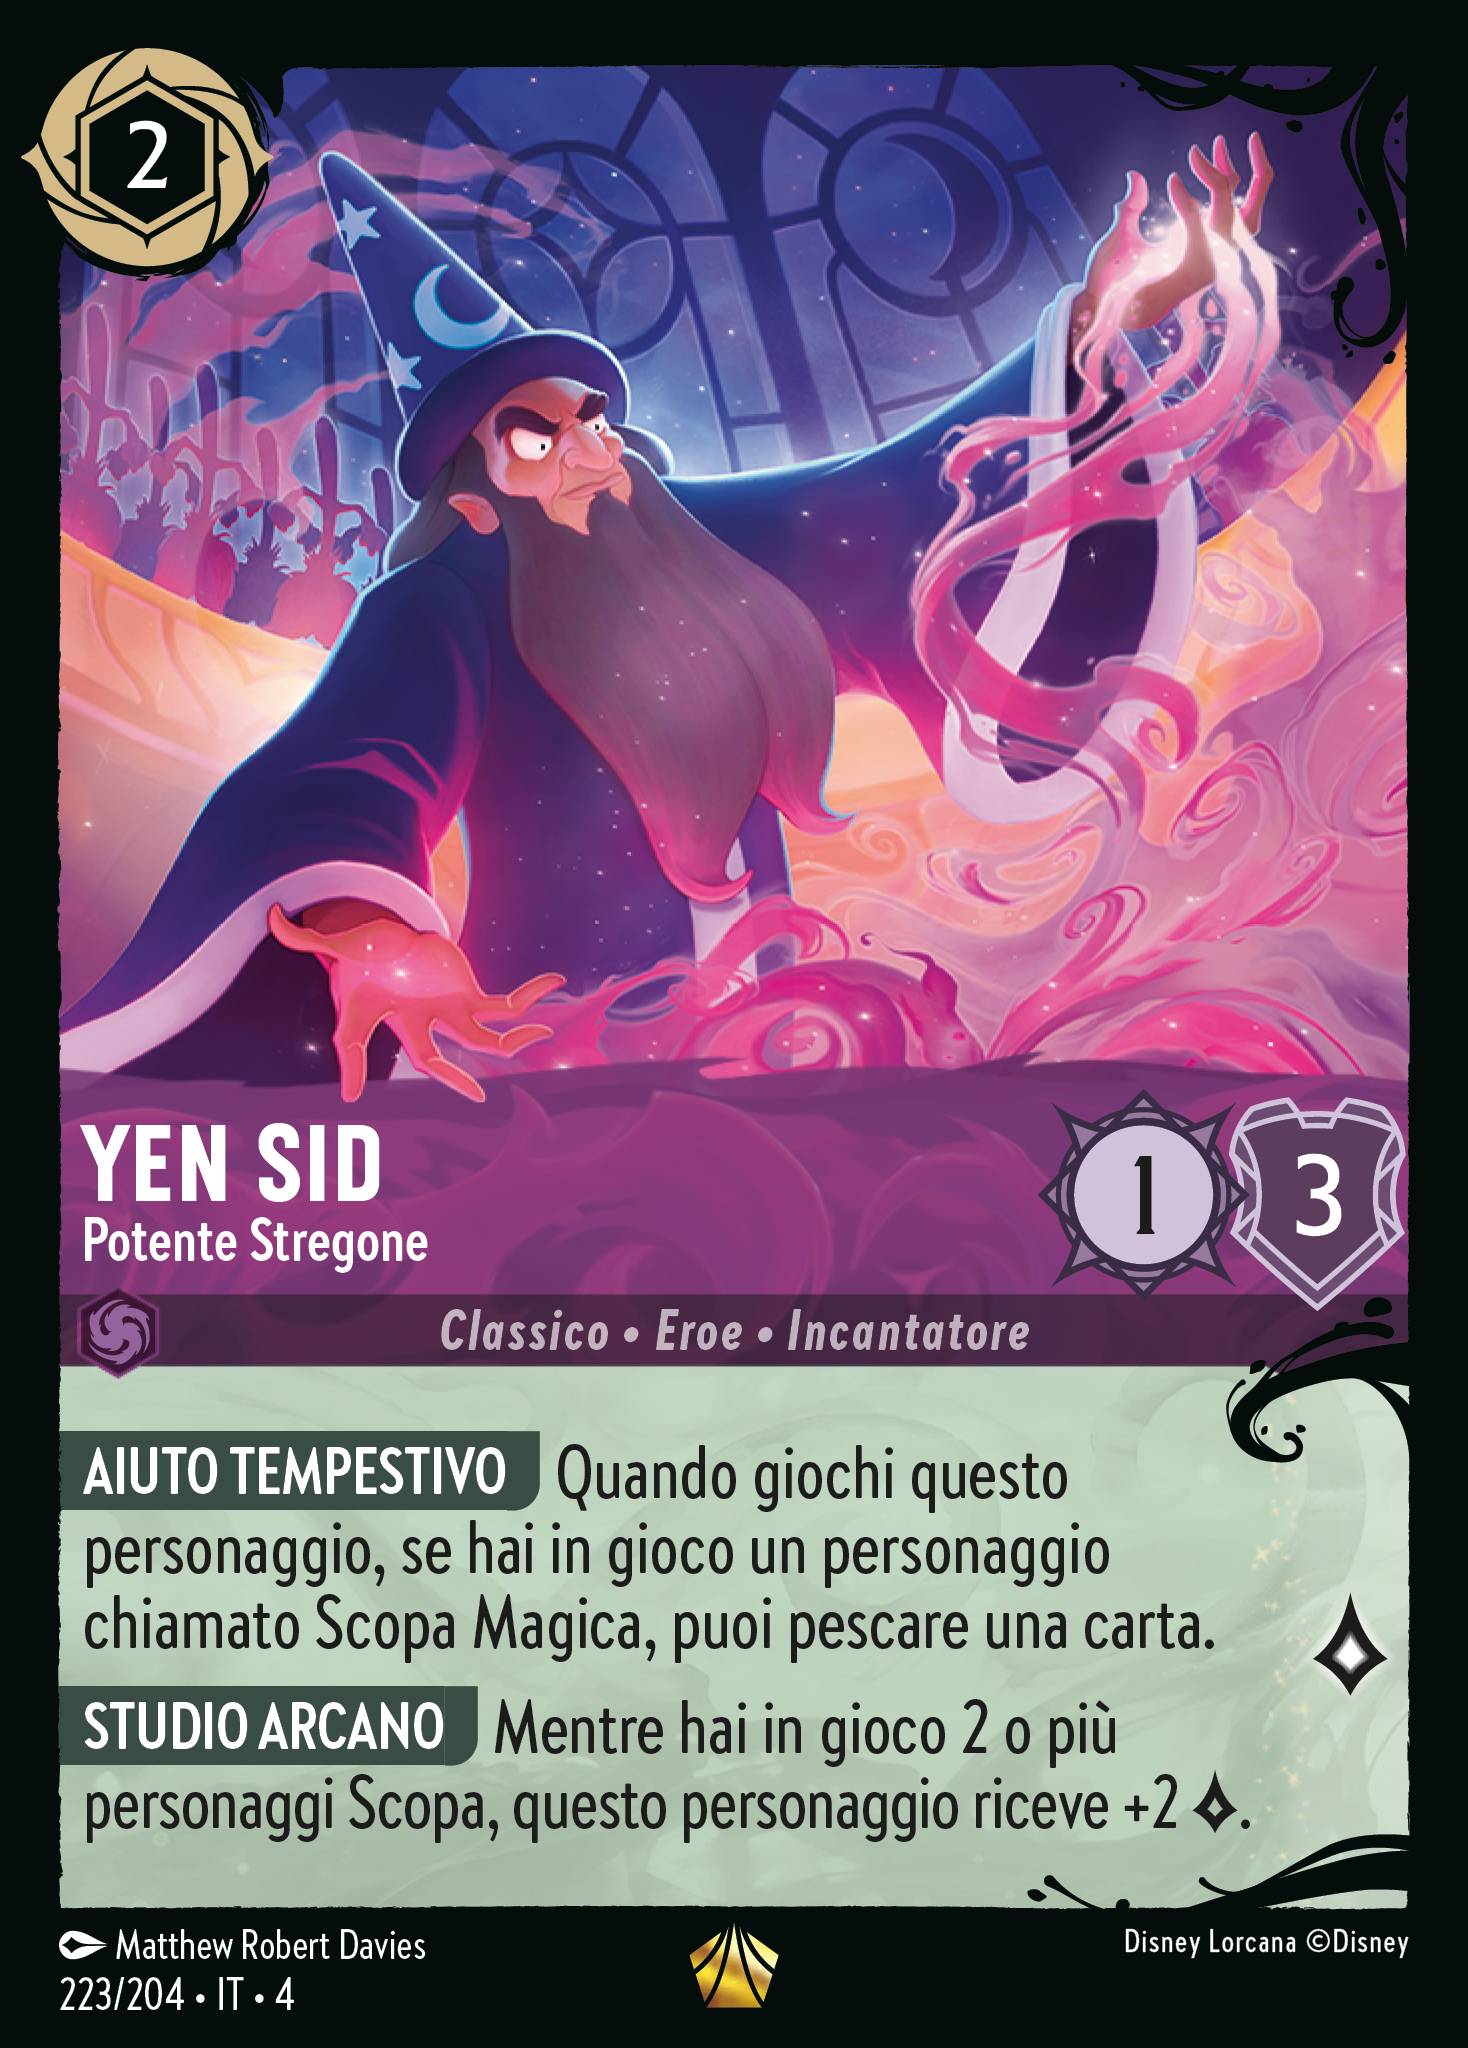 2
YEN SID
Potente Stregone
1 3
Classico • Eroe • Incantatore
AIUTO TEMPESTIVO Quando giochi questo
personaggio, se hai in gioco un personaggio
chiamato Scopa Magica, puoi pescare una carta.
STUDIO ARCANO Mentre hai in gioco 2 o più
personaggi Scopa, questo personaggio riceve +2 .
Matthew Robert Davies
Disney Lorcana ©Disney
223/204 • IT • 4